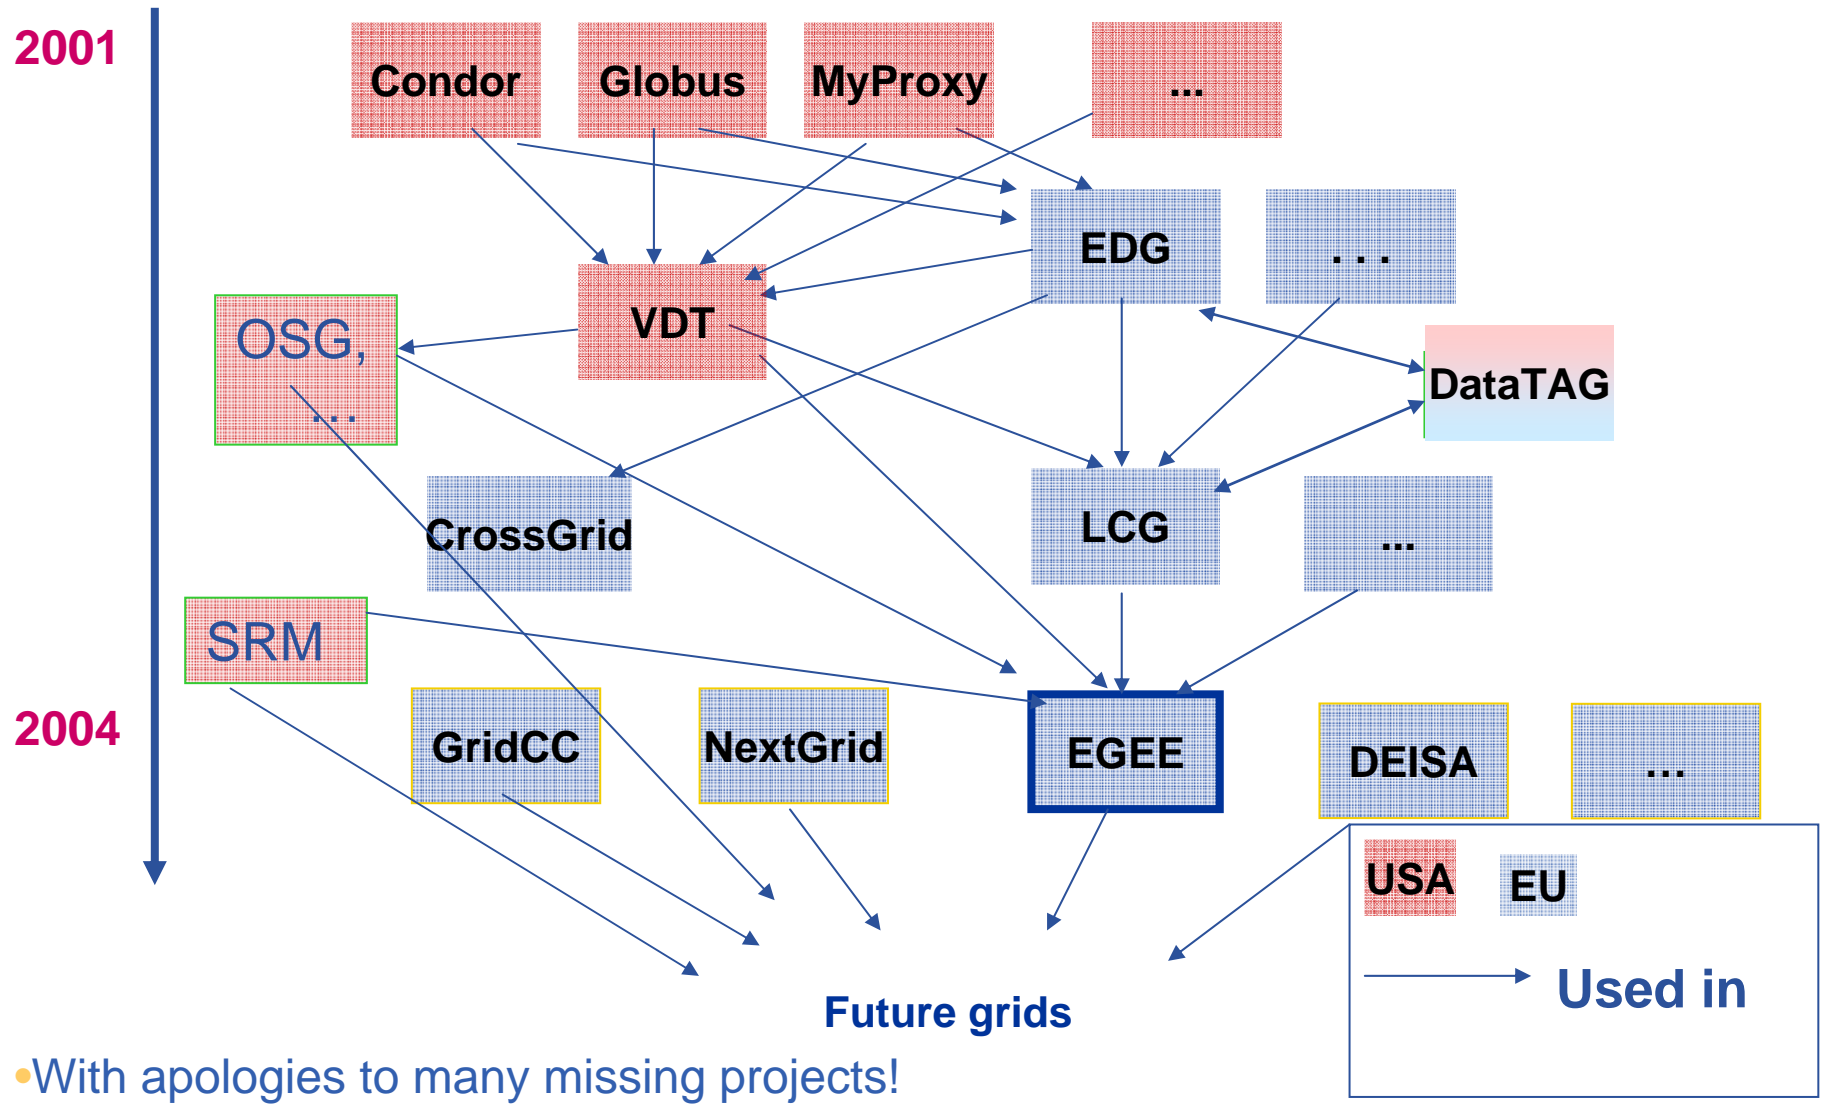 2001
Condor
Globus
MyProxy
...
EDG
. . .
VDT
OSG,
…
DataTAG
CrossGrid
LCG
...
SRM
2004
GridCC
NextGrid
EGEE
DEISA
…
USA
EU
Used in
Future grids
•With apologies to many missing projects!